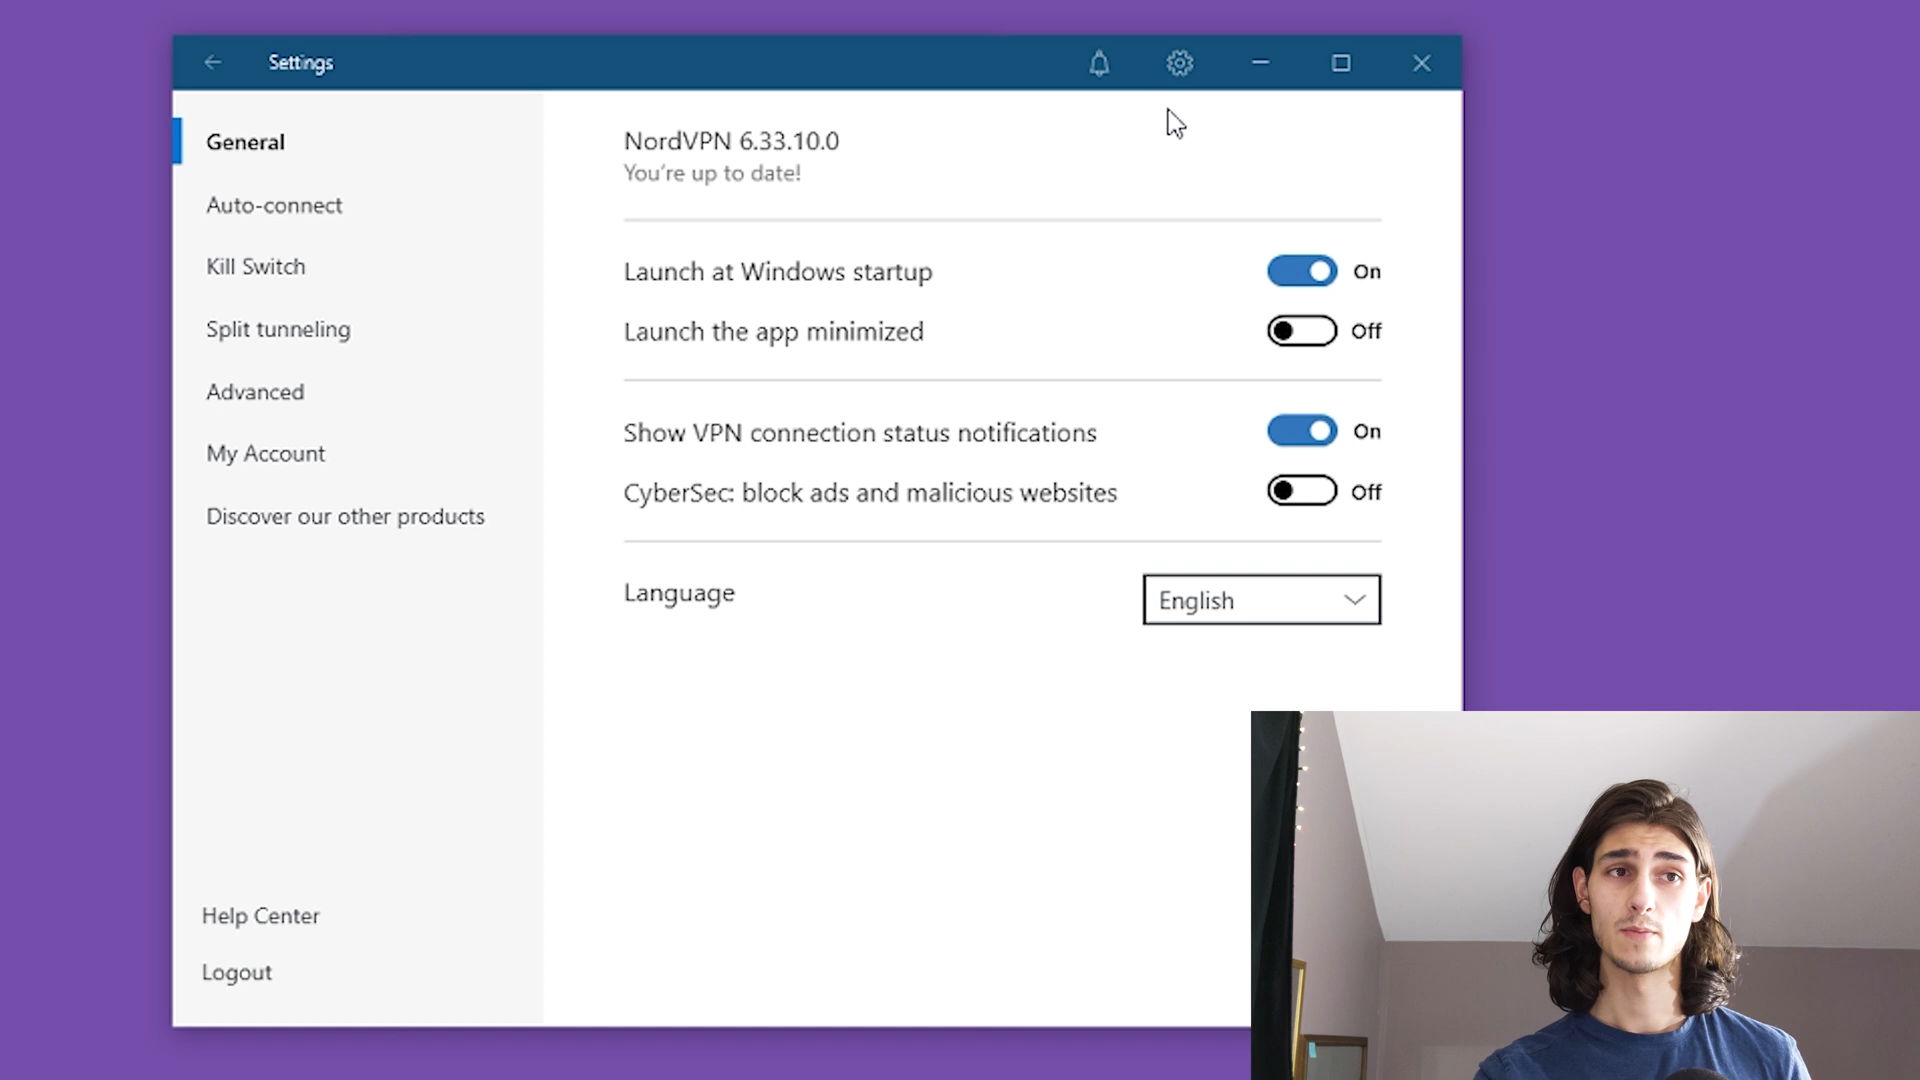 Settings
General
Auto-connect
Kill Switch
Split tunneling
Advanced
My Account
Discover our other products
Help Center
Logout
NordVPN 6.33.10.0
You're up to date!
Launch at Windows startup On
Launch the app minimized Off
Show VPN connection status notifications On
CyberSec: block ads and malicious websites Off
Language English